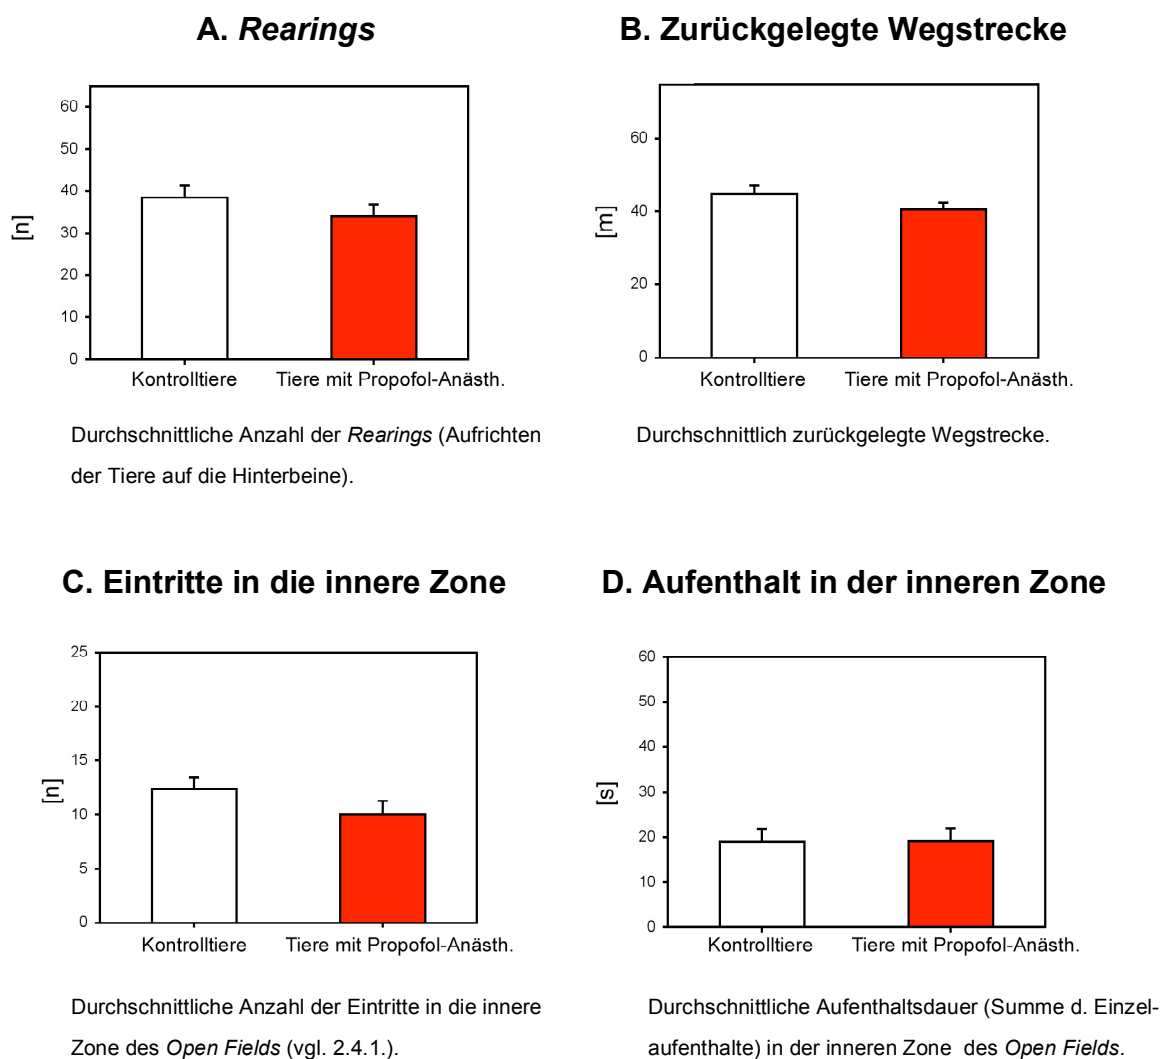 A. Rearings
60
50
40
30
20
10
0
[n]
Kontrolltiere Tiere mit Propofol-Anästh.
Durchschnittliche Anzahl der Rearings (Aufrichten
der Tiere auf die Hinterbeine).
B. Zurückgelegte Wegstrecke
60
40
20
0
[m]
Kontrolltiere Tiere mit Propofol-Anästh.
Durchschnittlich zurückgelegte Wegstrecke.
C. Eintritte in die innere Zone
25
20
15
10
5
0
[n]
Kontrolltiere Tiere mit Propofol-Anästh.
Durchschnittliche Anzahl der Eintritte in die innere
Zone des Open Fields (vgl. 2.4.1.).
D. Aufenthalt in der inneren Zone
60
50
40
30
20
10
0
[s]
Kontrolltiere Tiere mit Propofol-Anästh.
Durchschnittliche Aufenthaltsdauer (Summe d. Einzel-
aufenthalte) in der inneren Zone des Open Fields.